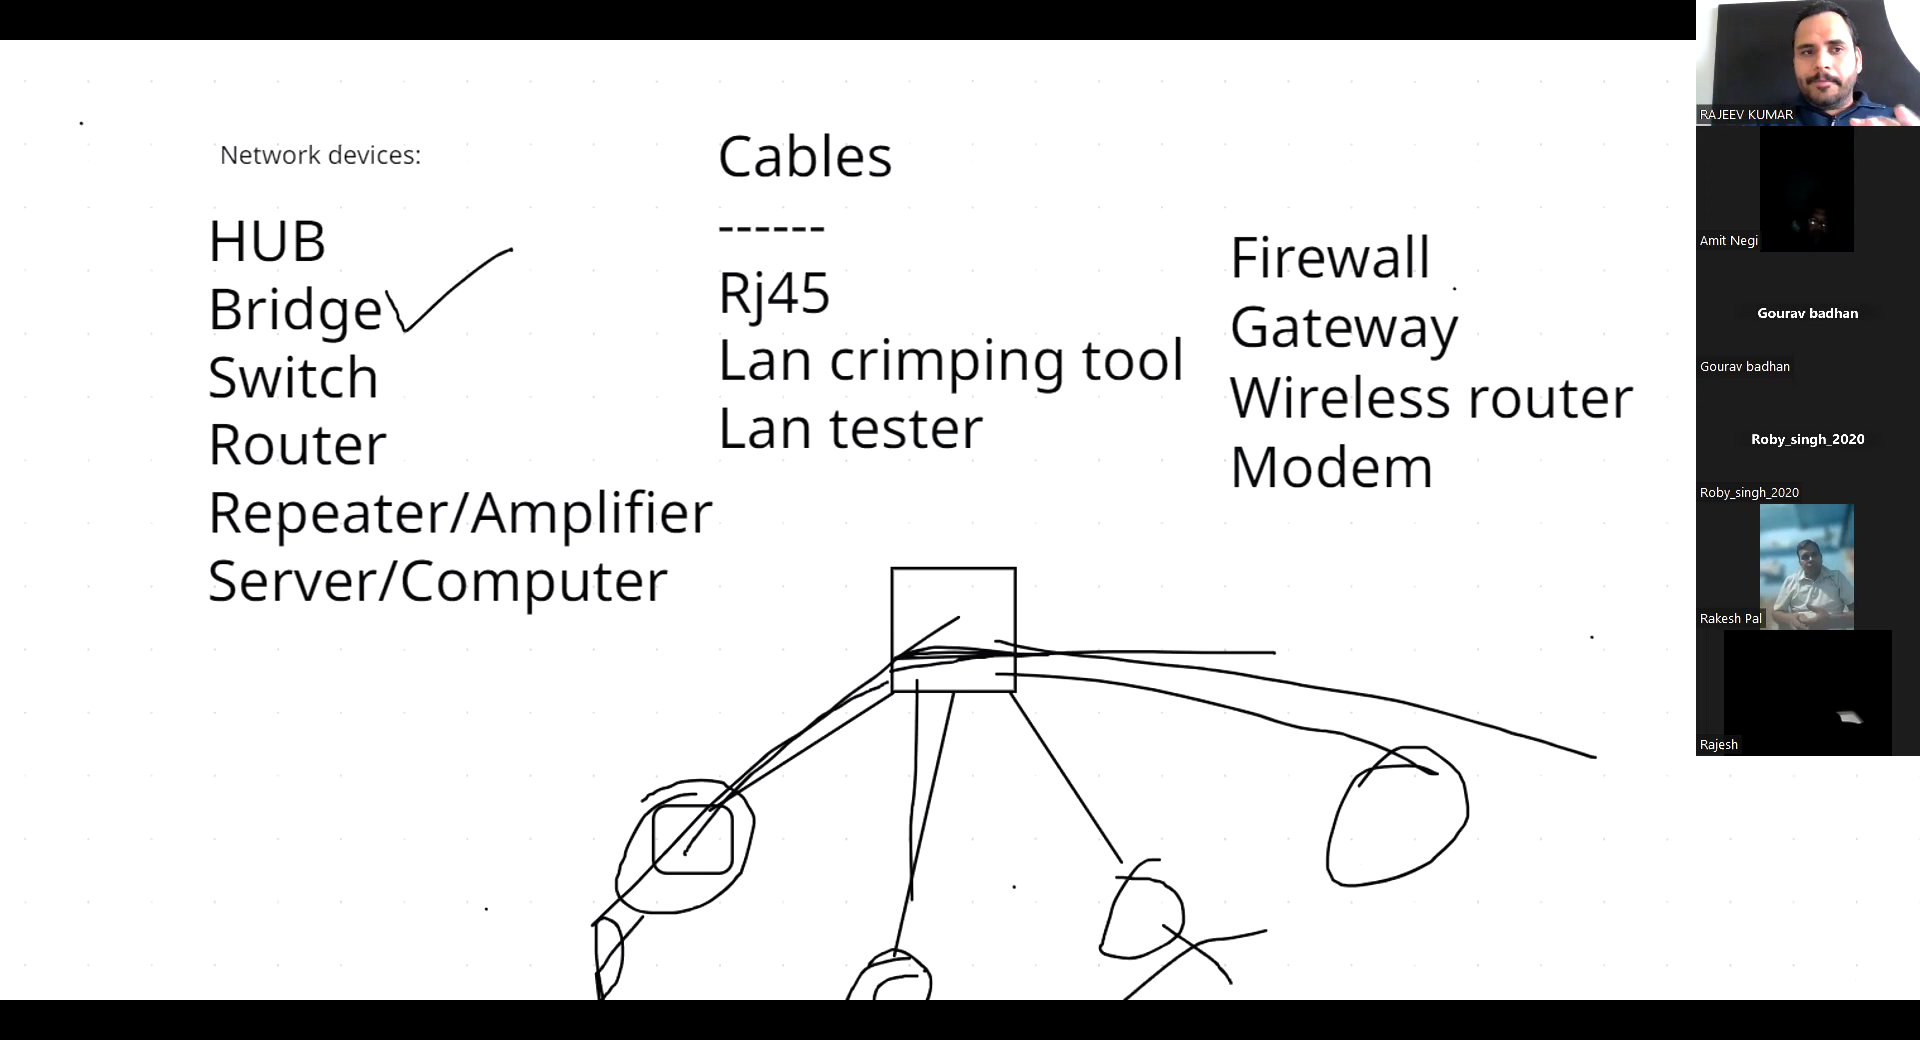 Network devices:
HUB
Bridge
Switch
Router
Repeater/Amplifier
Server/Computer
Cables
------
Rj45
Lan crimping tool
Lan tester
Firewall
Gateway
Wireless router
Modem
RAJEEV KUMAR
Amit Negi
Gourav badhan
Gourav badhan
Roby_singh_2020
Roby_singh_2020
Rakesh Pal
Rajesh